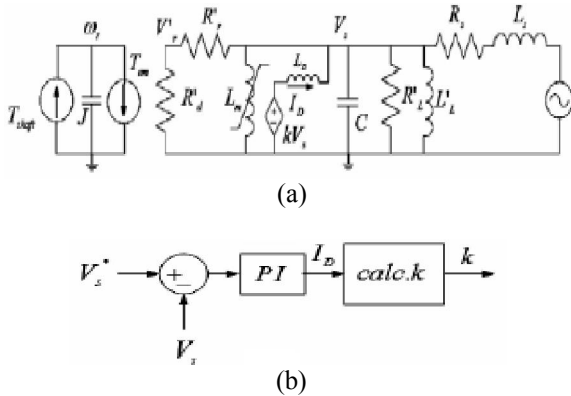 ω_r
V'_r
R'_r
V_s
R_s
L_s
T_em
L_D
T_shaft
J
R'_d
L_m
I_D
kV_s
C
R'_L
L'_L
(a)
V_s*
+
−
PI
I_D
calc.k
k
V_s
(b)